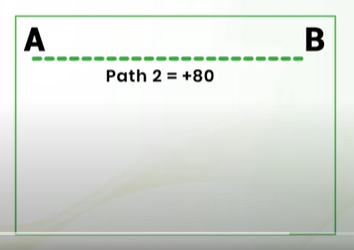 A B
Path 2 = +80